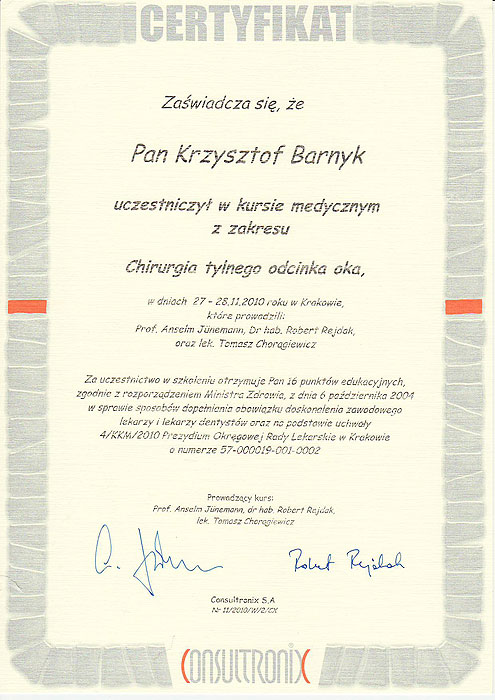 CERTYFIKAT
Zaświadcza się, że
Pan Krzysztof Barnyk
uczestniczył w kursie medycznym
z zakresu
Chirurgia tylnego odcinka oka,
w dniach 27 - 28.11.2010 roku w Krakowie,
które prowadzili:
Prof. Anselm Jünemann, Dr hab. Robert Rejdak,
oraz lek. Tomasz Chorągiewicz
Za uczestnictwo w szkoleniu otrzymuje Pan 16 punktów edukacyjnych,
zgodnie z rozporządzeniem Ministra Zdrowia, z dnia 6 października 2004
w sprawie sposobów dopełniania obowiązku doskonalenia zawodowego
lekarzy i lekarzy dentystów oraz na podstawie uchwały
4/KKM/2010 Prezydium Okręgowej Rady Lekarskie w Krakowie
o numerze 57-000019-001-0002
Prowadzący kurs:
Prof. Anselm Jünemann, dr hab. Robert Rejdak,
lek. Tomasz Chorągiewicz
Robert Rejdak
Consultronix S.A
Nr 11/2010/W/2/CX
CONSULTRONIX